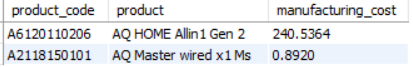 product_code product manufacturing_cost
A6120110206 AQ HOME Allin1 Gen 2 240.5364
A2118150101 AQ Master wired x1 Ms 0.8920